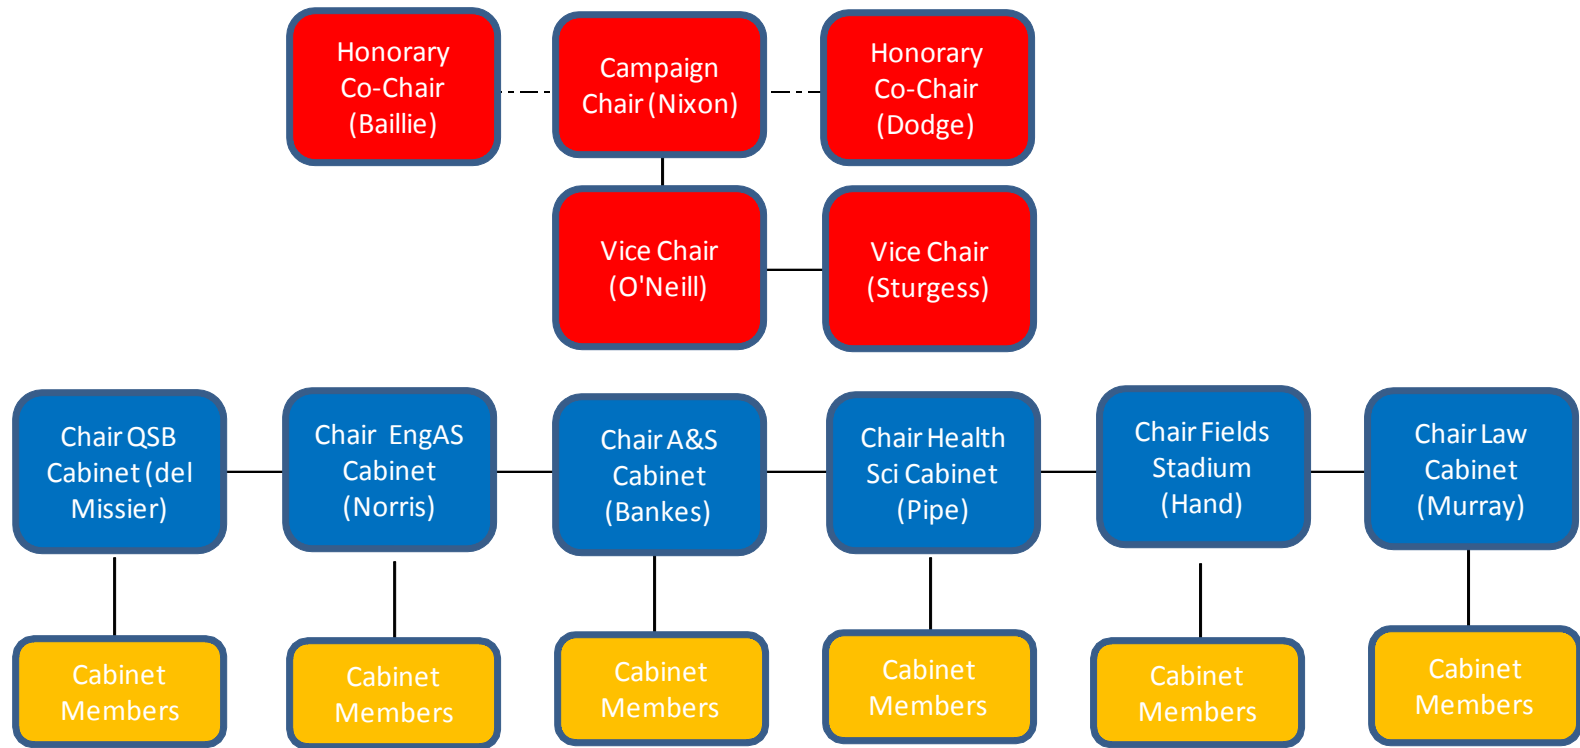 Honorary
Co-Chair
(Baillie)
Campaign
Chair (Nixon)
Honorary
Co-Chair
(Dodge)
Vice Chair
(O'Neill)
Vice Chair
(Sturgess)
Chair QSB
Cabinet (del
Missier)
Chair EngAS
Cabinet
(Norris)
Chair A&S
Cabinet
(Bankes)
Chair Health
Sci Cabinet
(Pipe)
Chair Fields
Stadium
(Hand)
Chair Law
Cabinet
(Murray)
Cabinet
Members
Cabinet
Members
Cabinet
Members
Cabinet
Members
Cabinet
Members
Cabinet
Members